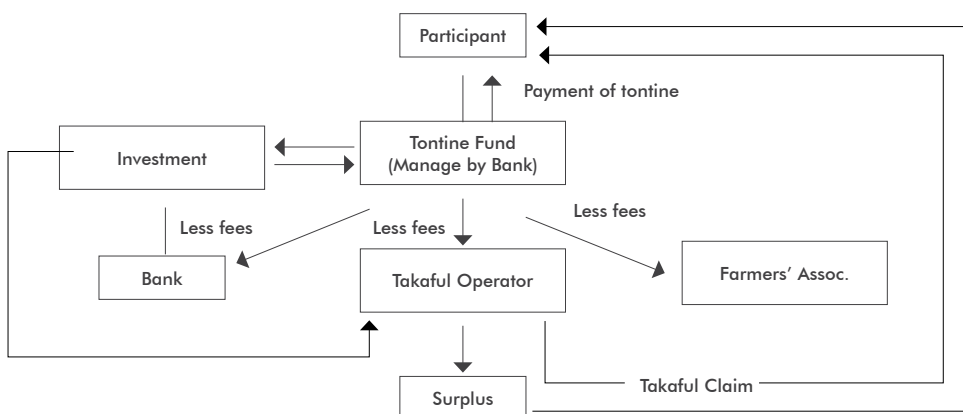 Participant
Payment of tontine
Tontine Fund
(Manage by Bank)
Investment
Less fees
Less fees
Less fees
Bank
Takaful Operator
Farmers’ Assoc.
Takaful Claim
Surplus